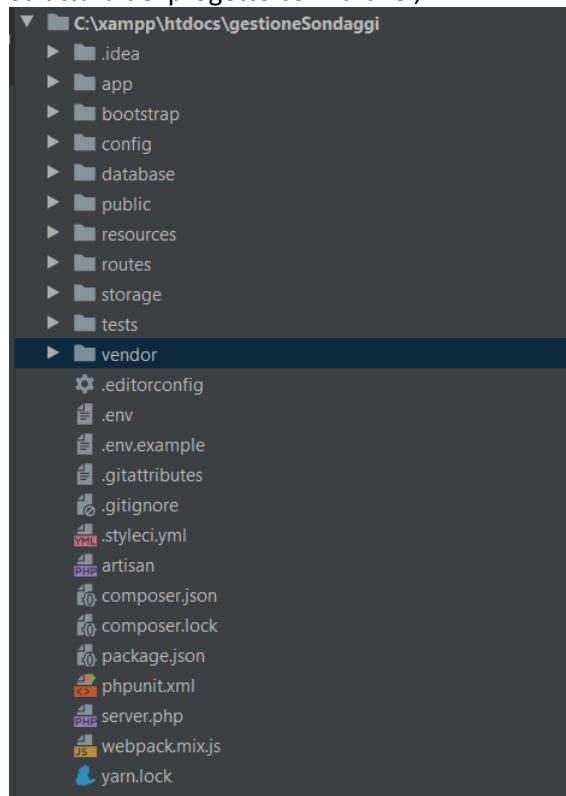 C:\xampp\htdocs\gestioneSondaggi
.idea
app
bootstrap
config
database
public
resources
routes
storage
tests
vendor
.editorconfig
.env
.env.example
.gitattributes
.gitignore
.styleci.yml
artisan
composer.json
composer.lock
package.json
phpunit.xml
server.php
webpack.mix.js
yarn.lock